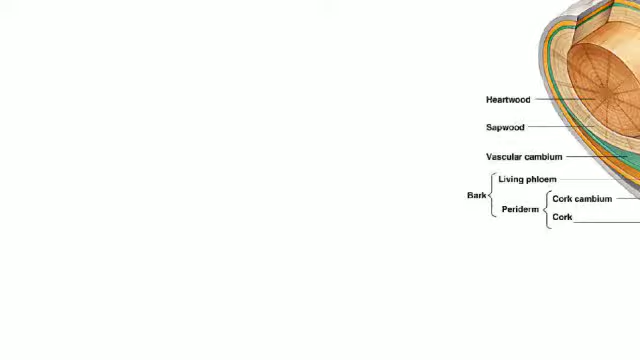 Heartwood
Sapwood
Vascular cambium
Living phloem
Bark
Periderm
Cork cambium
Cork